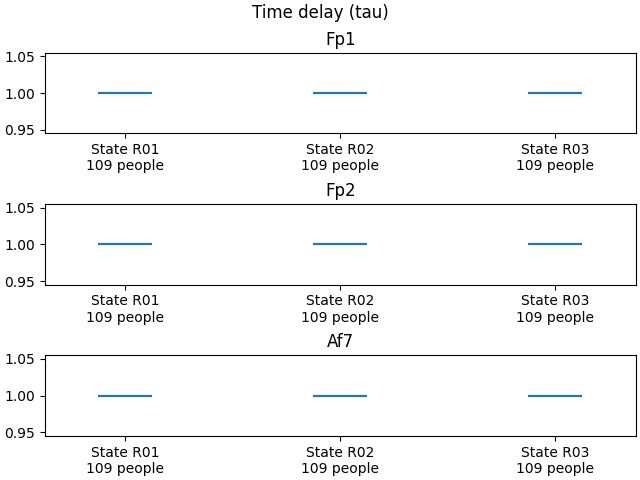 Time delay (tau)
Fp1
1.05
1.00
0.95
State R01 State R02 State R03
109 people 109 people 109 people
Fp2
1.05
1.00
0.95
State R01 State R02 State R03
109 people 109 people 109 people
Af7
1.05
1.00
0.95
State R01 State R02 State R03
109 people 109 people 109 people